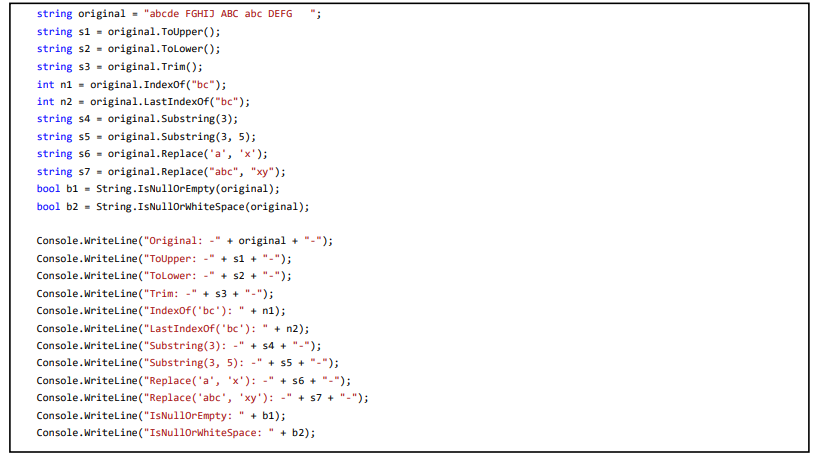 string original = "abcde FGHIJ ABC abc DEFG   ";
string s1 = original.ToUpper();
string s2 = original.ToLower();
string s3 = original.Trim();
int n1 = original.IndexOf("bc");
int n2 = original.LastIndexOf("bc");
string s4 = original.Substring(3);
string s5 = original.Substring(3, 5);
string s6 = original.Replace('a', 'x');
string s7 = original.Replace("abc", "xy");
bool b1 = String.IsNullOrEmpty(original);
bool b2 = String.IsNullOrWhiteSpace(original);

Console.WriteLine("Original: -" + original + "-");
Console.WriteLine("ToUpper: -" + s1 + "-");
Console.WriteLine("ToLower: -" + s2 + "-");
Console.WriteLine("Trim: -" + s3 + "-");
Console.WriteLine("IndexOf('bc'): " + n1);
Console.WriteLine("LastIndexOf('bc'): " + n2);
Console.WriteLine("Substring(3): -" + s4 + "-");
Console.WriteLine("Substring(3, 5): -" + s5 + "-");
Console.WriteLine("Replace('a', 'x'): -" + s6 + "-");
Console.WriteLine("Replace('abc', 'xy'): -" + s7 + "-");
Console.WriteLine("IsNullOrEmpty: " + b1);
Console.WriteLine("IsNullOrWhiteSpace: " + b2);